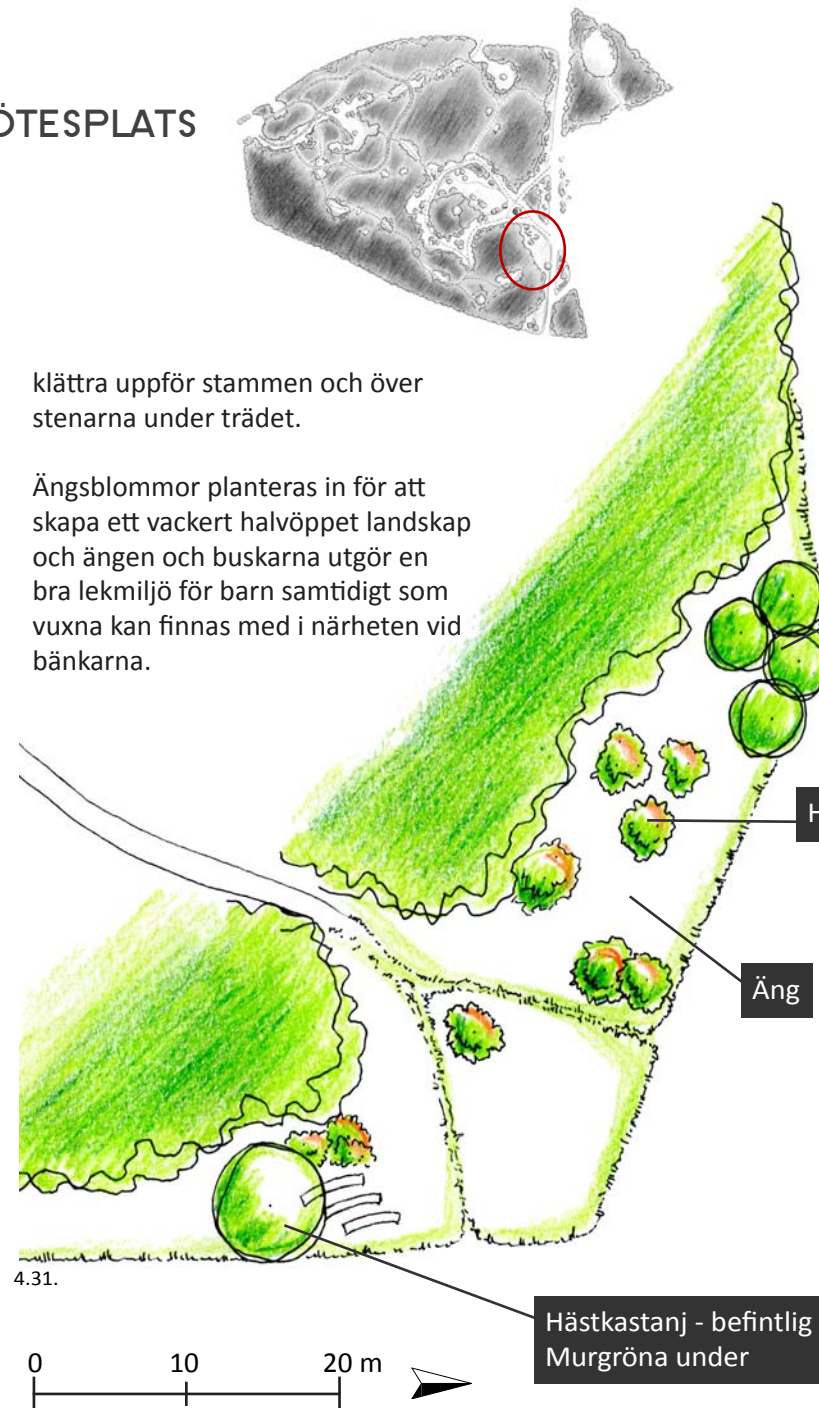 ÖTESPLATS
klättra uppför stammen och över
stenarna under trädet.
Ängsblommor planteras in för att
skapa ett vackert halvöppet landskap
och ängen och buskarna utgör en
bra lekmiljö för barn samtidigt som
vuxna kan finnas med i närheten vid
bänkarna.
H
Äng
4.31.
Hästkastanj - befintlig
Murgröna under
0 10 20 m